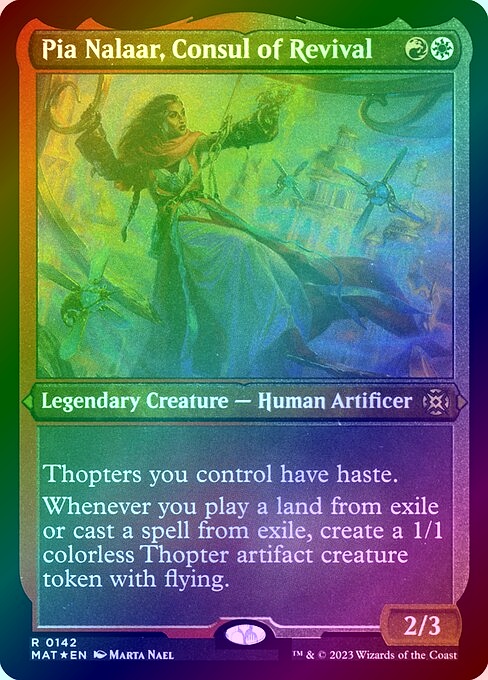 Pia Nalaar, Consul of Revival
Legendary Creature — Human Artificer
Thopters you control have haste.
Whenever you play a land from exile
or cast a spell from exile, create a 1/1
colorless Thopter artifact creature
token with flying.
2/3
R 0142
MAT★EN Marta Nael
™ & © 2023 Wizards of the Coast